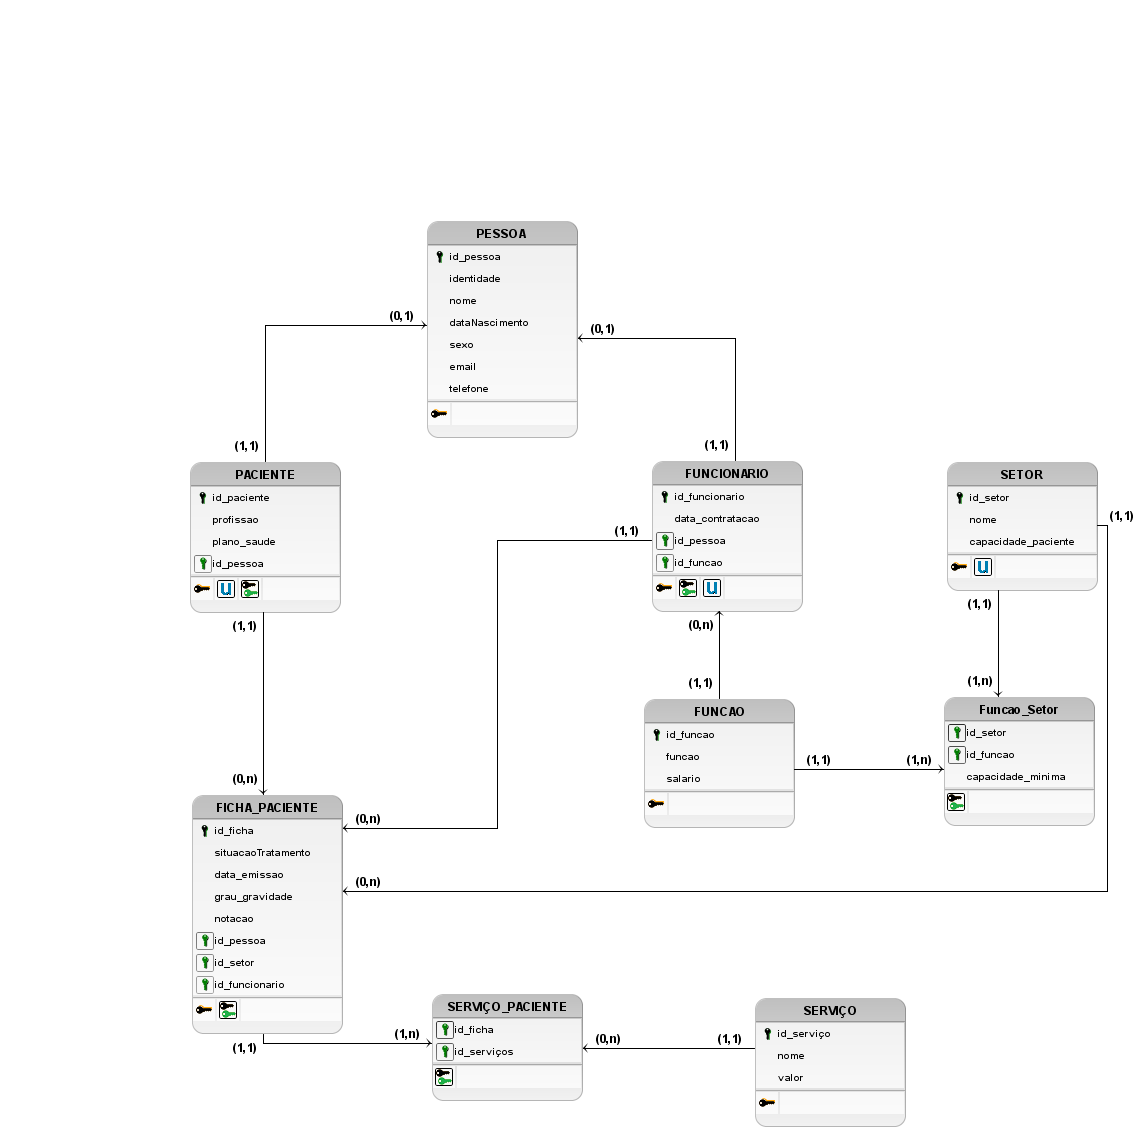 PESSOA
id_pessoa
identidade
nome
dataNascimento
sexo
email
telefone
(0,1)
(0,1)
(1,1)
(1,1)
PACIENTE
id_paciente
profissao
plano_saude
id_pessoa
U
(1,1)
FUNCIONARIO
id_funcionario
data_contratacao
id_pessoa
id_funcao
U
(1,1)
(0,n)
SETOR
id_setor
nome
capacidade_paciente
U
(1,1)
(1,1)
(1,n)
(1,1)
FUNCAO
id_funcao
funcao
salario
(1,1)
(1,n)
Funcao_Setor
id_setor
id_funcao
capacidade_minima
(0,n)
FICHA_PACIENTE
id_ficha
situacaoTratamento
data_emissao
grau_gravidade
notacao
id_pessoa
id_setor
id_funcionario
(0,n)
(0,n)
(1,1)
(1,n)
SERVIÇO_PACIENTE
id_ficha
id_serviços
(0,n)
(1,1)
SERVIÇO
id_serviço
nome
valor